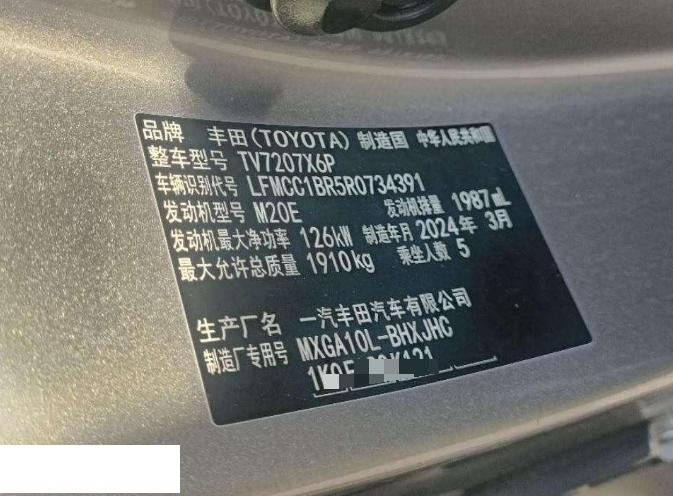 品牌 丰田(TOYOTA) 制造国 中华人民共和国
整车型号 TV7207X6P
车辆识别代号 LFMCC1BR5R0734391
发动机型号 M20E 发动机排量 1987mL
发动机最大净功率 126kW 制造年月 2024年 3月
最大允许总质量 1910kg 乘坐人数 5
生产厂名 一汽丰田汽车有限公司
制造厂专用号 MXGA10L-BHXJHC